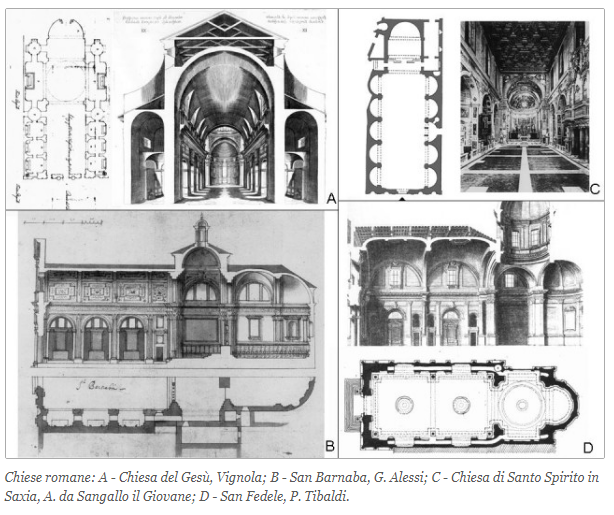 A
C
S. Barnaba
B
D
Chiese romane: A - Chiesa del Gesù, Vignola; B - San Barnaba, G. Alessi; C - Chiesa di Santo Spirito in
Saxia, A. da Sangallo il Giovane; D - San Fedele, P. Tibaldi.